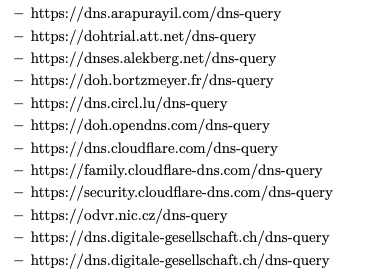 – https://dns.arapurayil.com/dns-query
– https://dohtrial.att.net/dns-query
– https://dnses.alekberg.net/dns-query
– https://doh.bortzmeyer.fr/dns-query
– https://dns.circl.lu/dns-query
– https://doh.opendns.com/dns-query
– https://dns.cloudflare.com/dns-query
– https://family.cloudflare-dns.com/dns-query
– https://security.cloudflare-dns.com/dns-query
– https://odvr.nic.cz/dns-query
– https://dns.digitale-gesellschaft.ch/dns-query
– https://dns.digitale-gesellschaft.ch/dns-query